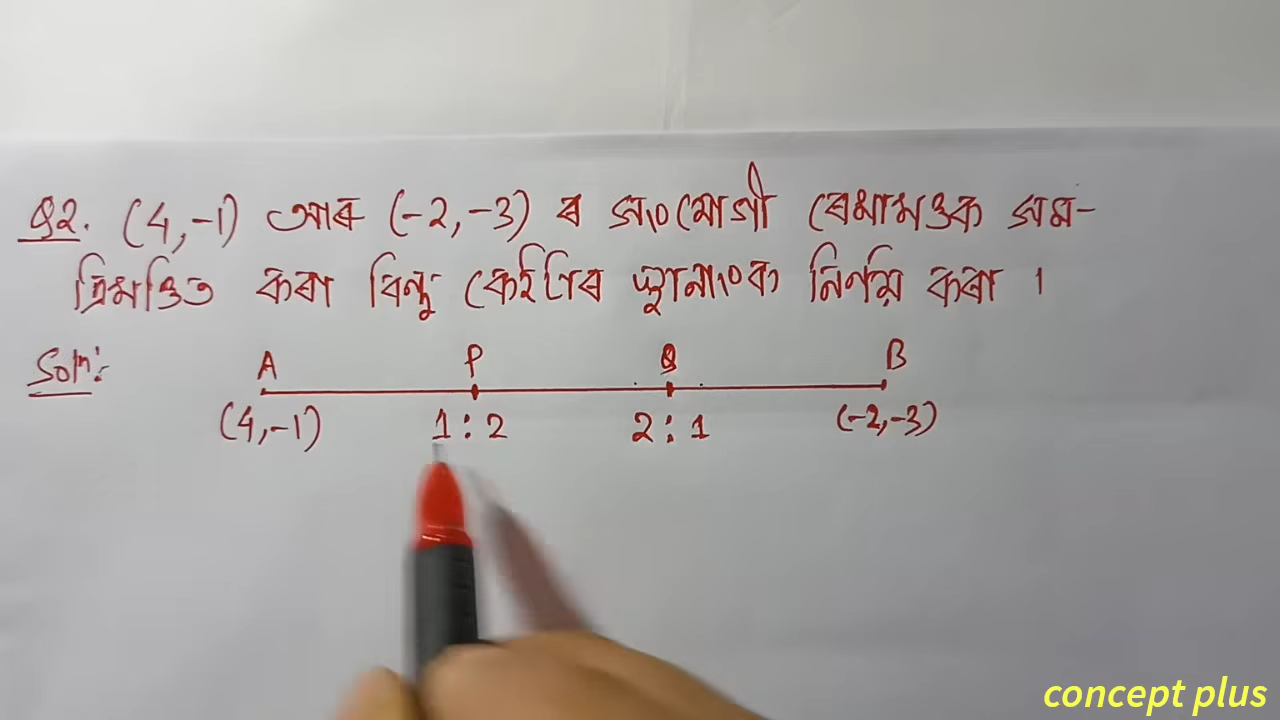 Q2. (4,-1) আৰু (-2,-3) ৰ সংযোগী ৰেখাখণ্ডক সম-
ত্ৰিখণ্ডিত কৰা বিন্দু কেইটাৰ স্থানাংক নিৰ্ণয় কৰা ।
Solⁿ:
A P Q B
(4,-1) 1:2 2:1 (-2,-3)
concept plus